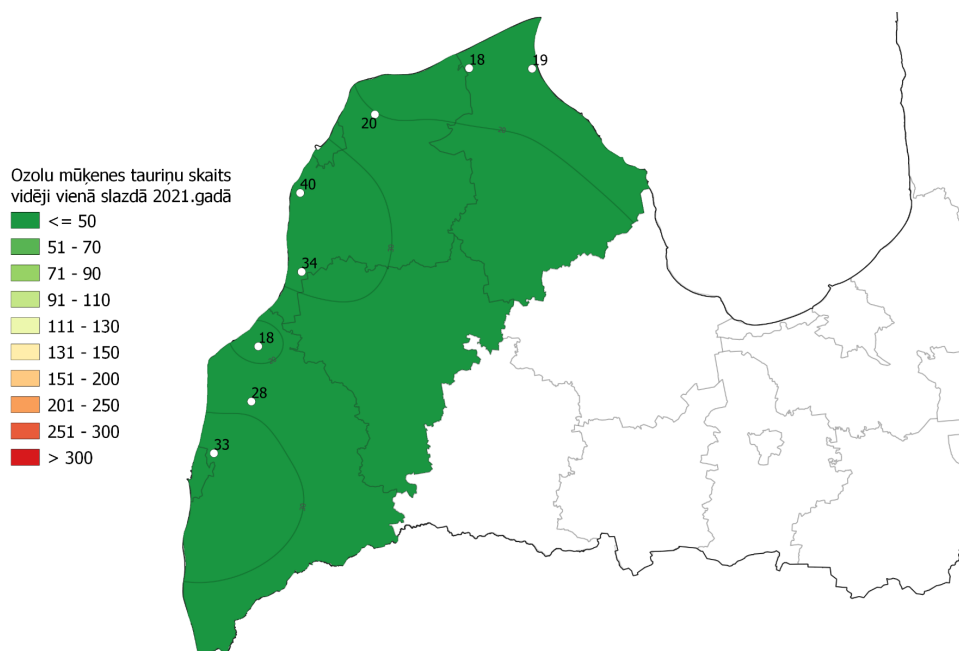 18
19
20
40
34
18
28
33
Ozolu mūķenes tauriņu skaits
vidēji vienā slazdā 2021.gadā
<= 50
51 - 70
71 - 90
91 - 110
111 - 130
131 - 150
151 - 200
201 - 250
251 - 300
> 300